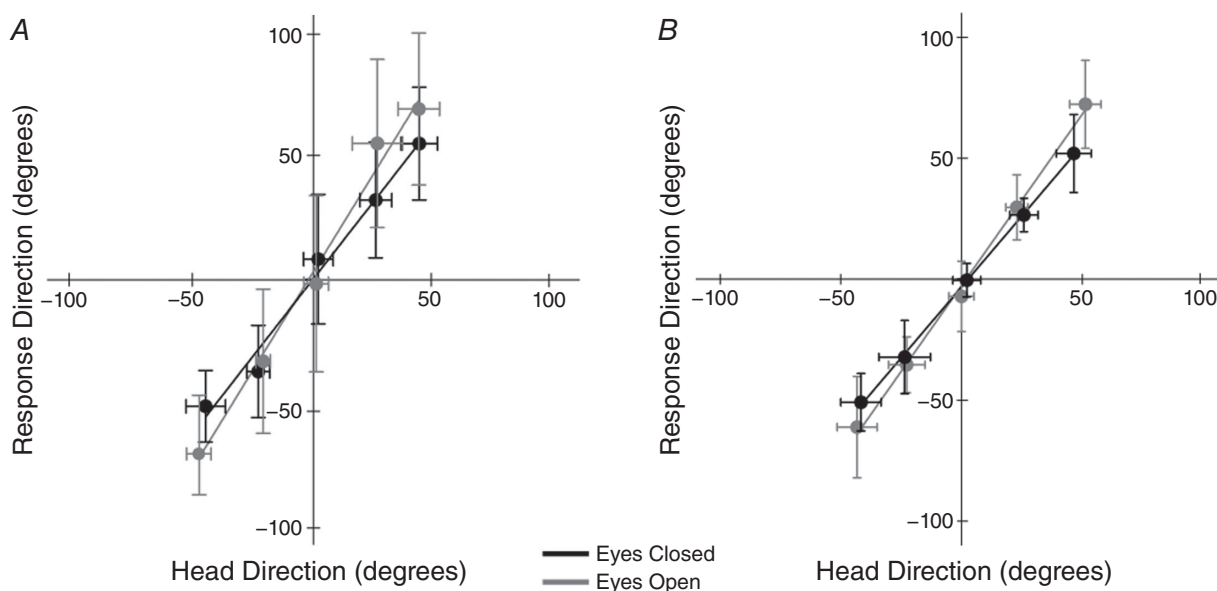 A
100
50
−100
−50
50
100
−50
−100
Response Direction (degrees)
Head Direction (degrees)
B
100
50
−100
−50
50
100
−50
−100
Response Direction (degrees)
Head Direction (degrees)
Eyes Closed
Eyes Open